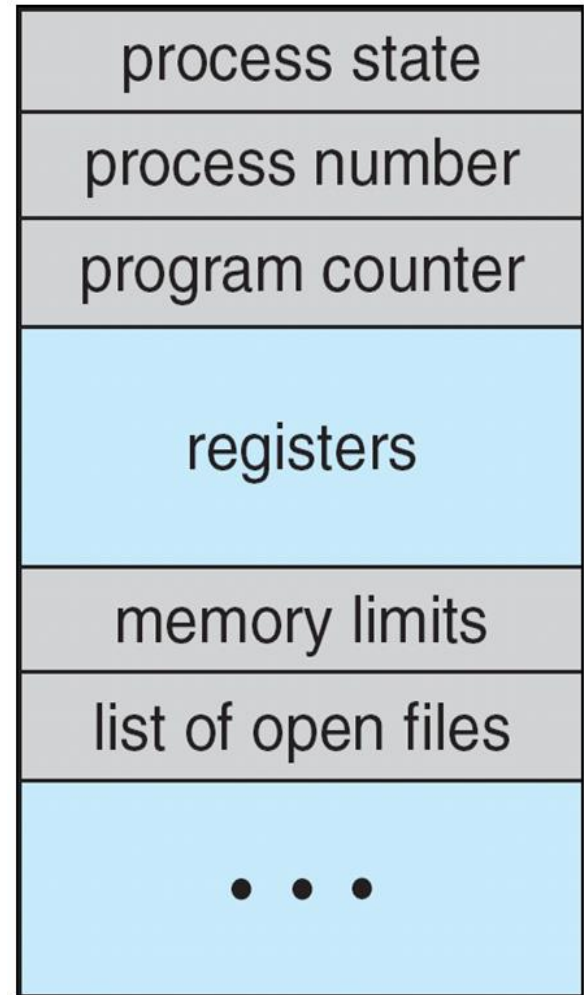 process state
process number
program counter
registers
memory limits
list of open files
• • •